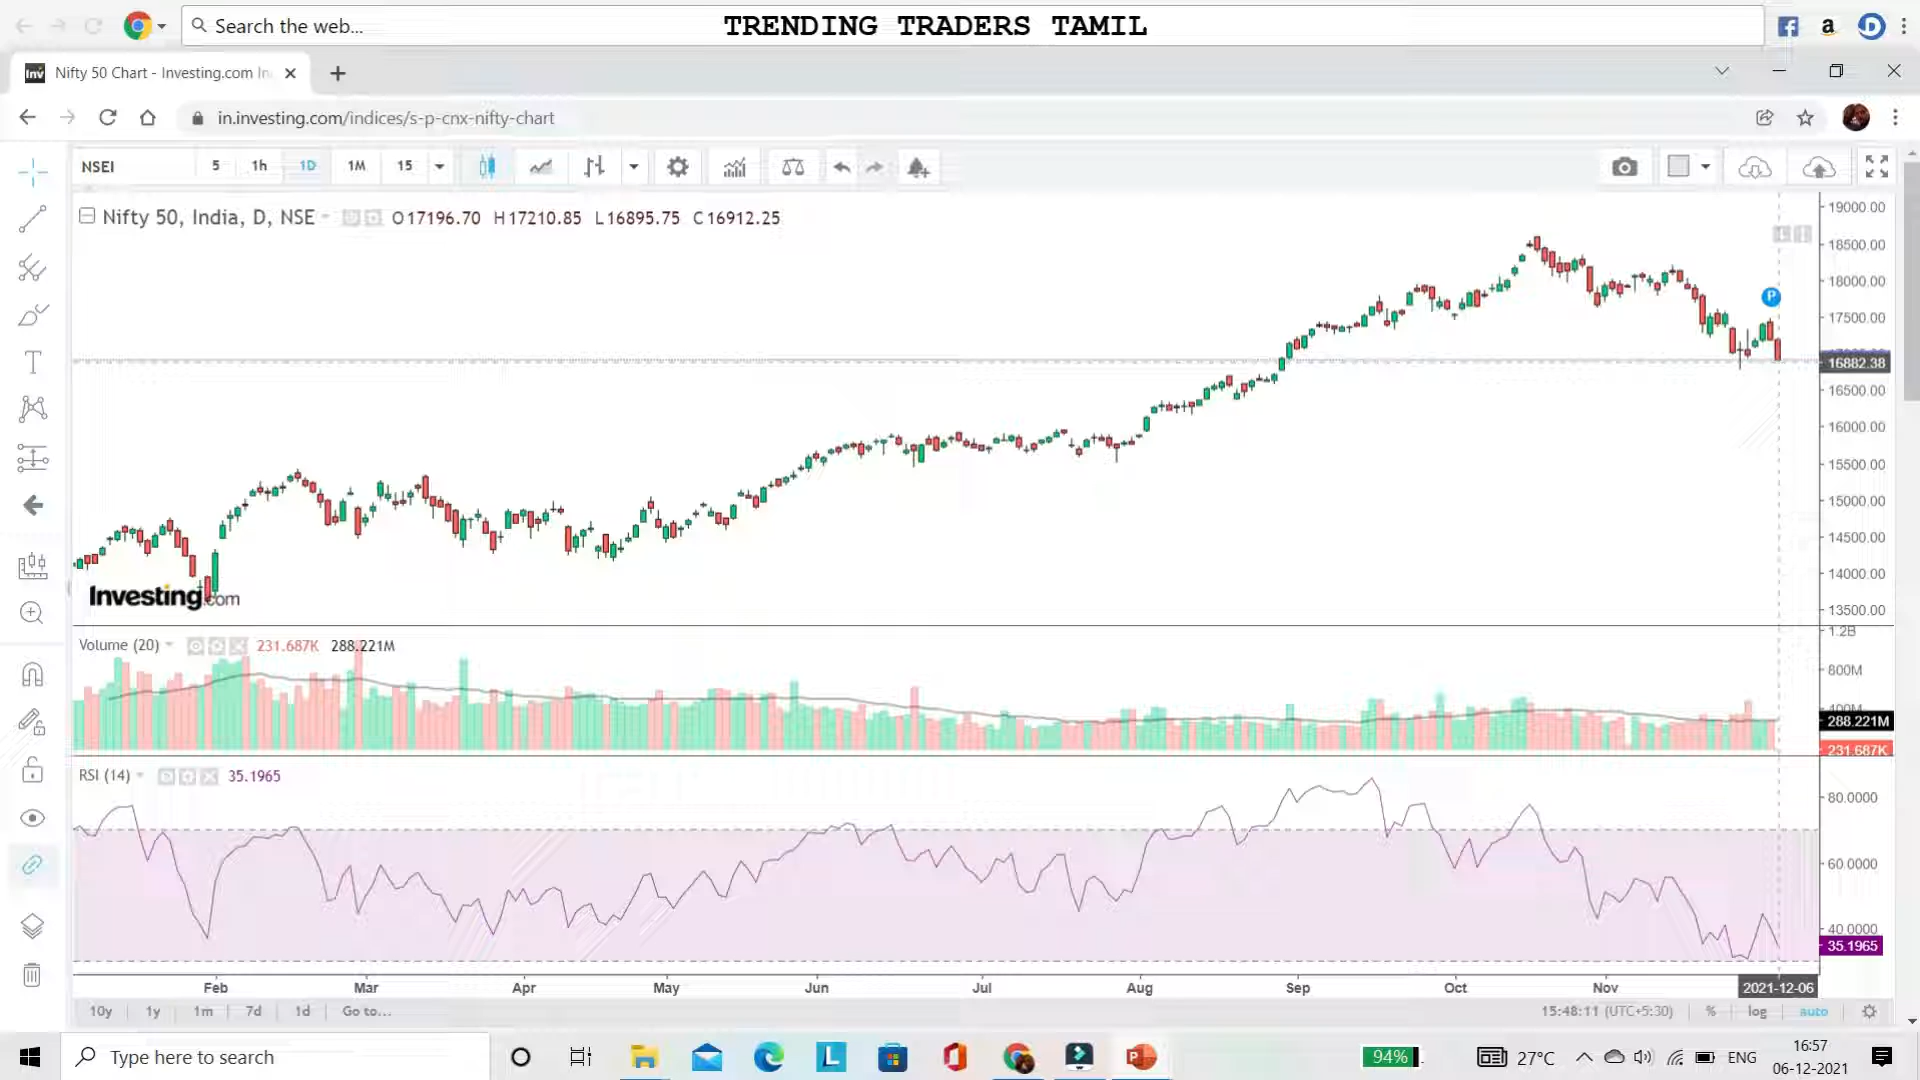 Search the web...
TRENDING TRADERS TAMIL
Nifty 50 Chart - Investing.com In
in.investing.com/indices/s-p-cnx-nifty-chart
NSEI 5 1h 1D 1M 15
Nifty 50, India, D, NSE O17196.70 H17210.85 L16895.75 C16912.25
19000.00
18500.00
18000.00
P
17500.00
16882.38
16500.00
16000.00
15500.00
15000.00
14500.00
14000.00
13500.00
Investing.com
Volume (20) 231.687K 288.221M
1.2B
800M
400M
288.221M
231.687K
RSI (14) 35.1965
80.0000
60.0000
40.0000
35.1965
Feb Mar Apr May Jun Jul Aug Sep Oct Nov 2021-12-06
10y 1y 1m 7d 1d Go to... 15:48:11 (UTC+5:30) % log auto
Type here to search
94%
27°C ENG
16:57
06-12-2021